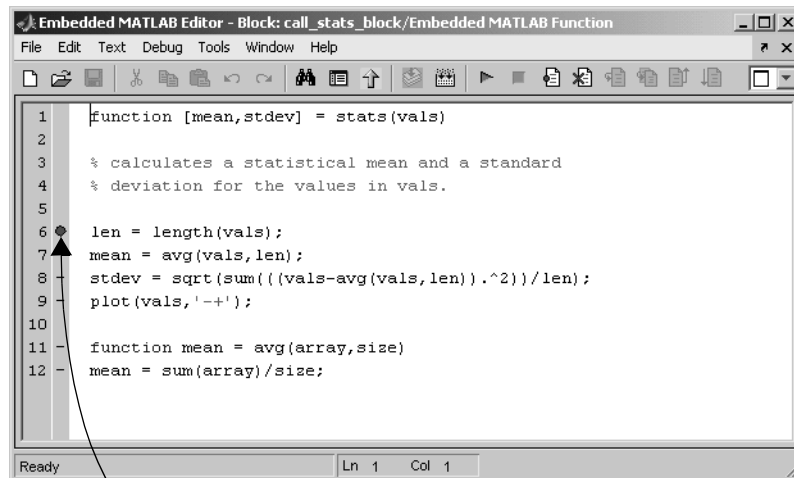 Embedded MATLAB Editor - Block: call_stats_block/Embedded MATLAB Function
File Edit Text Debug Tools Window Help
1 function [mean,stdev] = stats(vals)
2
3 % calculates a statistical mean and a standard
4 % deviation for the values in vals.
5
6 len = length(vals);
7 mean = avg(vals,len);
8 - stdev = sqrt(sum(((vals-avg(vals,len)).^2))/len);
9 - plot(vals,'-+');
10
11 - function mean = avg(array,size)
12 - mean = sum(array)/size;
Ready Ln 1 Col 1